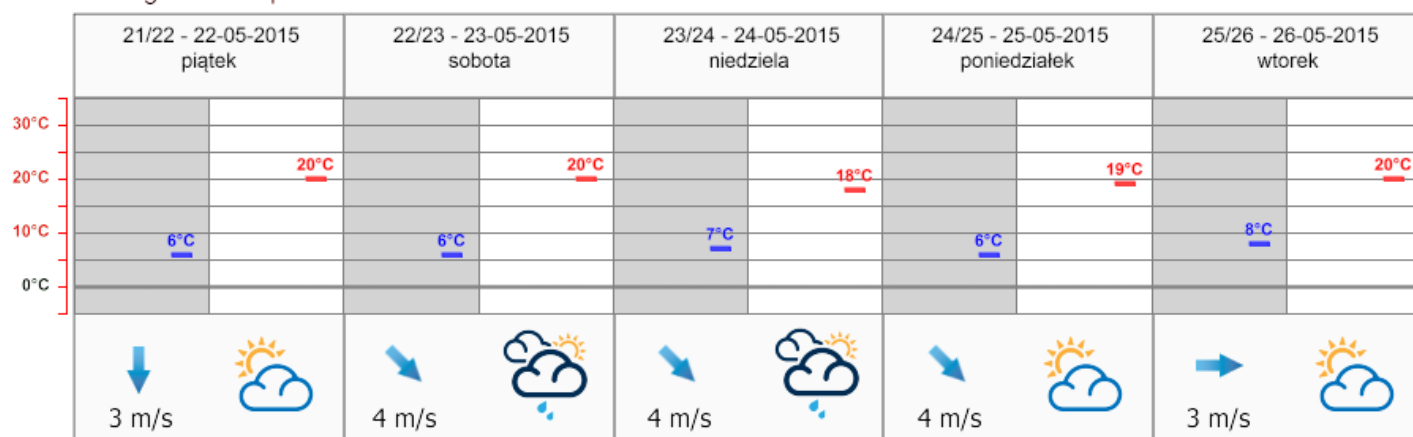 21/22 - 22-05-2015
piątek
22/23 - 23-05-2015
sobota
23/24 - 24-05-2015
niedziela
24/25 - 25-05-2015
poniedziałek
25/26 - 26-05-2015
wtorek
30°C
20°C
10°C
0°C
6°C
20°C
6°C
20°C
7°C
18°C
6°C
19°C
8°C
20°C
3 m/s
4 m/s
4 m/s
4 m/s
3 m/s